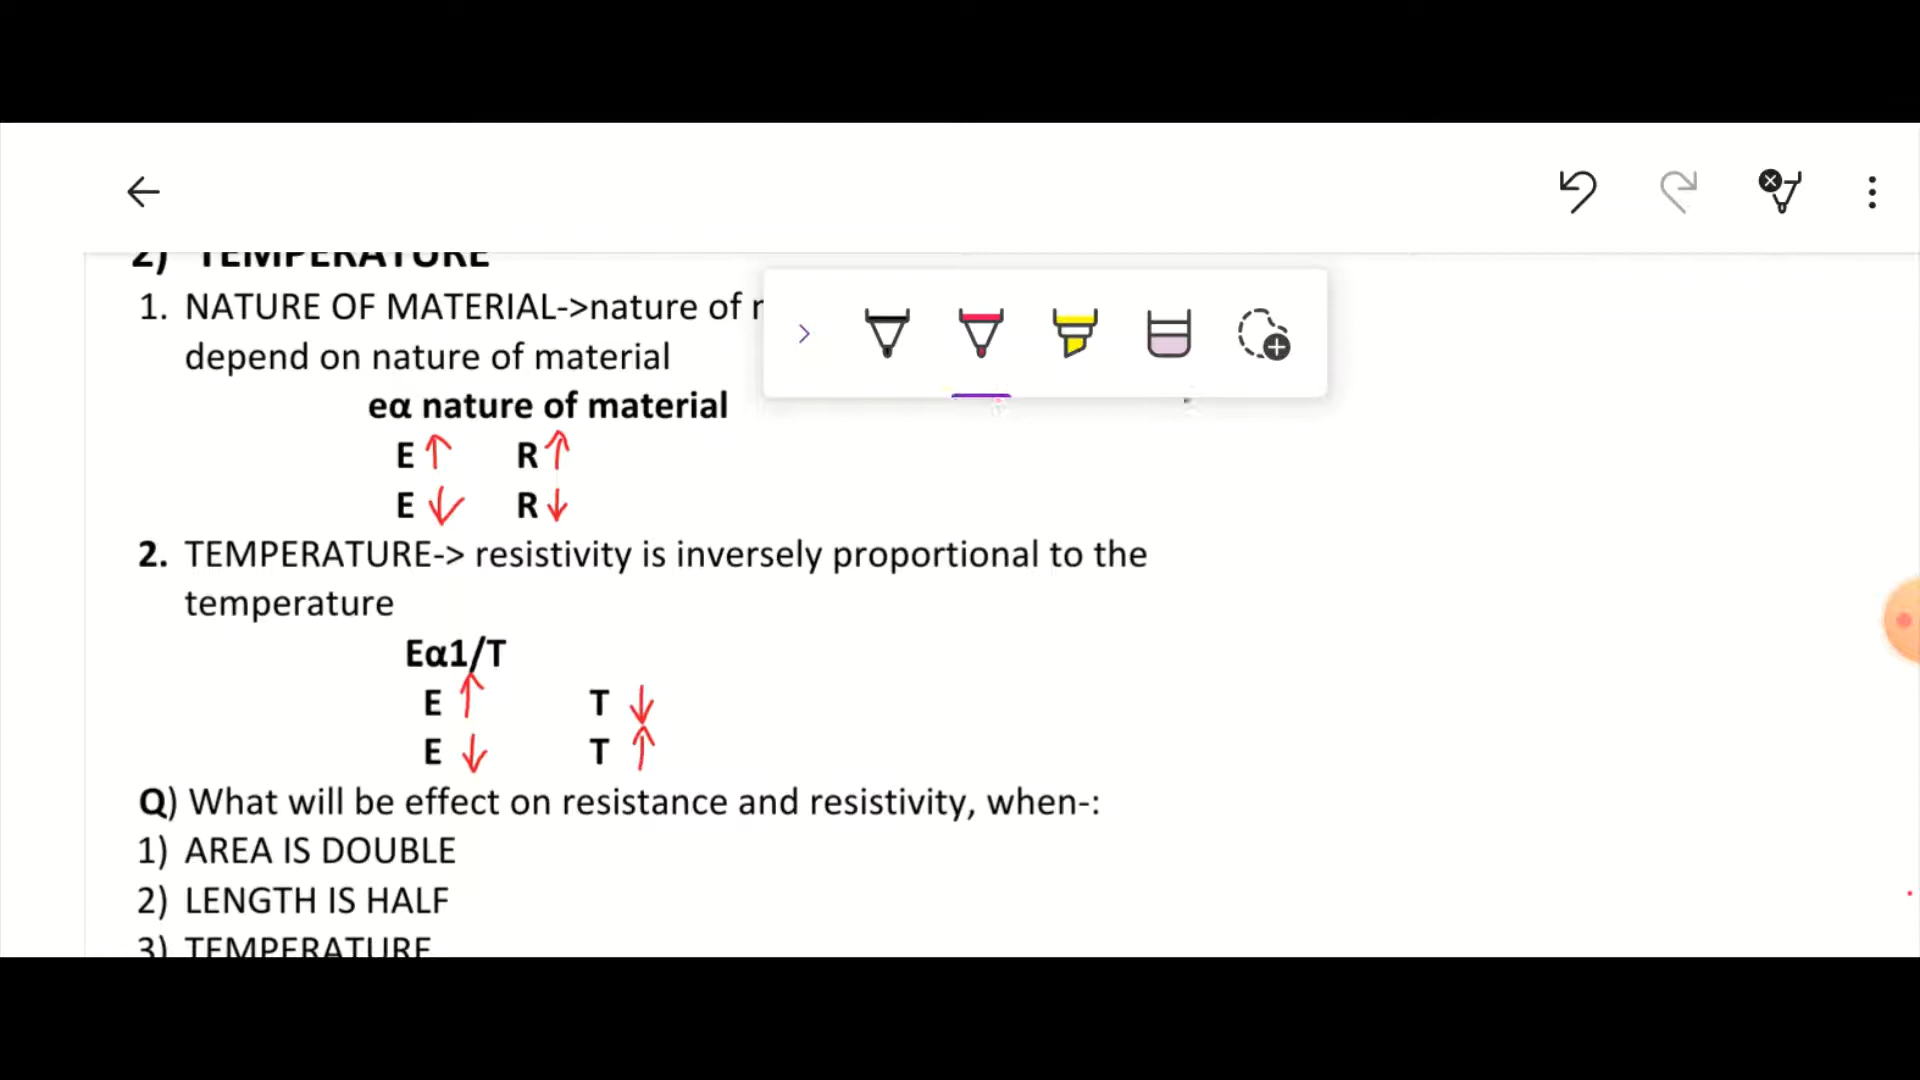 2) TEMPERATURE
1. NATURE OF MATERIAL->nature of
depend on nature of material
eα nature of material
E ↑ R ↑
E ↓ R ↓
2. TEMPERATURE-> resistivity is inversely proportional to the
temperature
Eα1/T
E ↑ T ↓
E ↓ T ↑
Q) What will be effect on resistance and resistivity, when-:
1) AREA IS DOUBLE
2) LENGTH IS HALF
3) TEMPERATURE